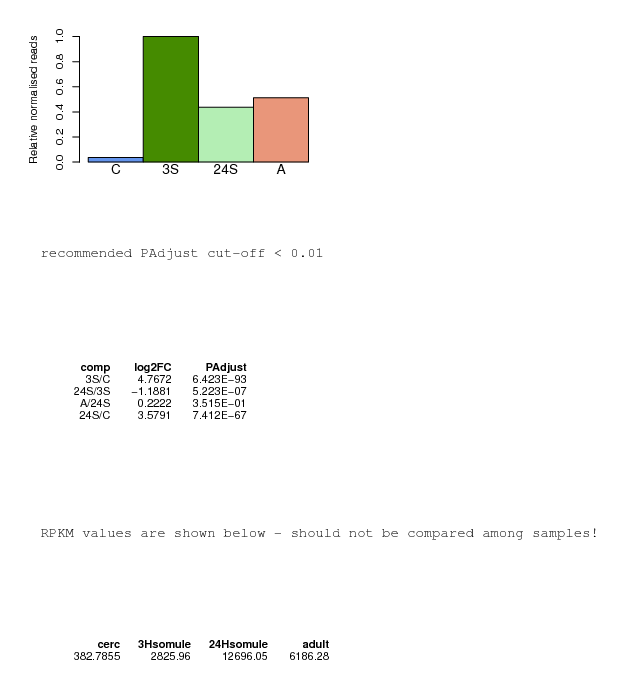 Relative normalised reads
1.0
0.8
0.6
0.4
0.2
0.0
C 3S 24S A
recommended PAdjust cut-off < 0.01
comp log2FC PAdjust
3S/C 4.7672 6.423E−93
24S/3S −1.1881 5.223E−07
A/24S 0.2222 3.515E−01
24S/C 3.5791 7.412E−67
RPKM values are shown below - should not be compared among samples!
cerc 3Hsomule 24Hsomule adult
382.7855 2825.96 12696.05 6186.28